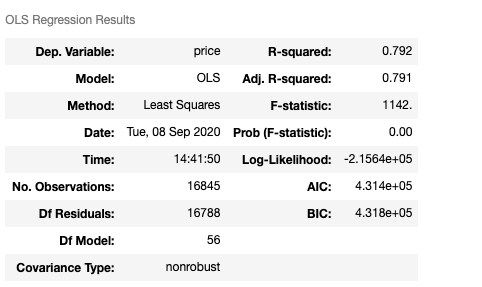 OLS Regression Results
Dep. Variable: price R-squared: 0.792
Model: OLS Adj. R-squared: 0.791
Method: Least Squares F-statistic: 1142.
Date: Tue, 08 Sep 2020 Prob (F-statistic): 0.00
Time: 14:41:50 Log-Likelihood: -2.1564e+05
No. Observations: 16845 AIC: 4.314e+05
Df Residuals: 16788 BIC: 4.318e+05
Df Model: 56
Covariance Type: nonrobust